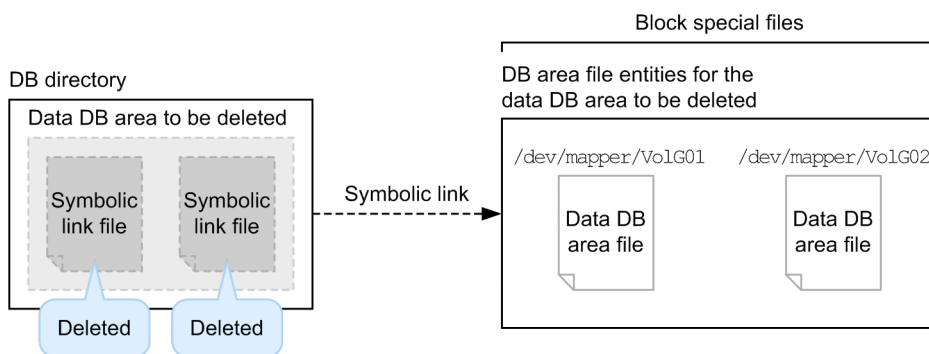 Block special files
DB directory
DB area file entities for the
data DB area to be deleted
Data DB area to be deleted
/dev/mapper/VolG01
/dev/mapper/VolG02
Symbolic
link file
Symbolic
link file
Symbolic link
Data DB
area file
Data DB
area file
Deleted
Deleted